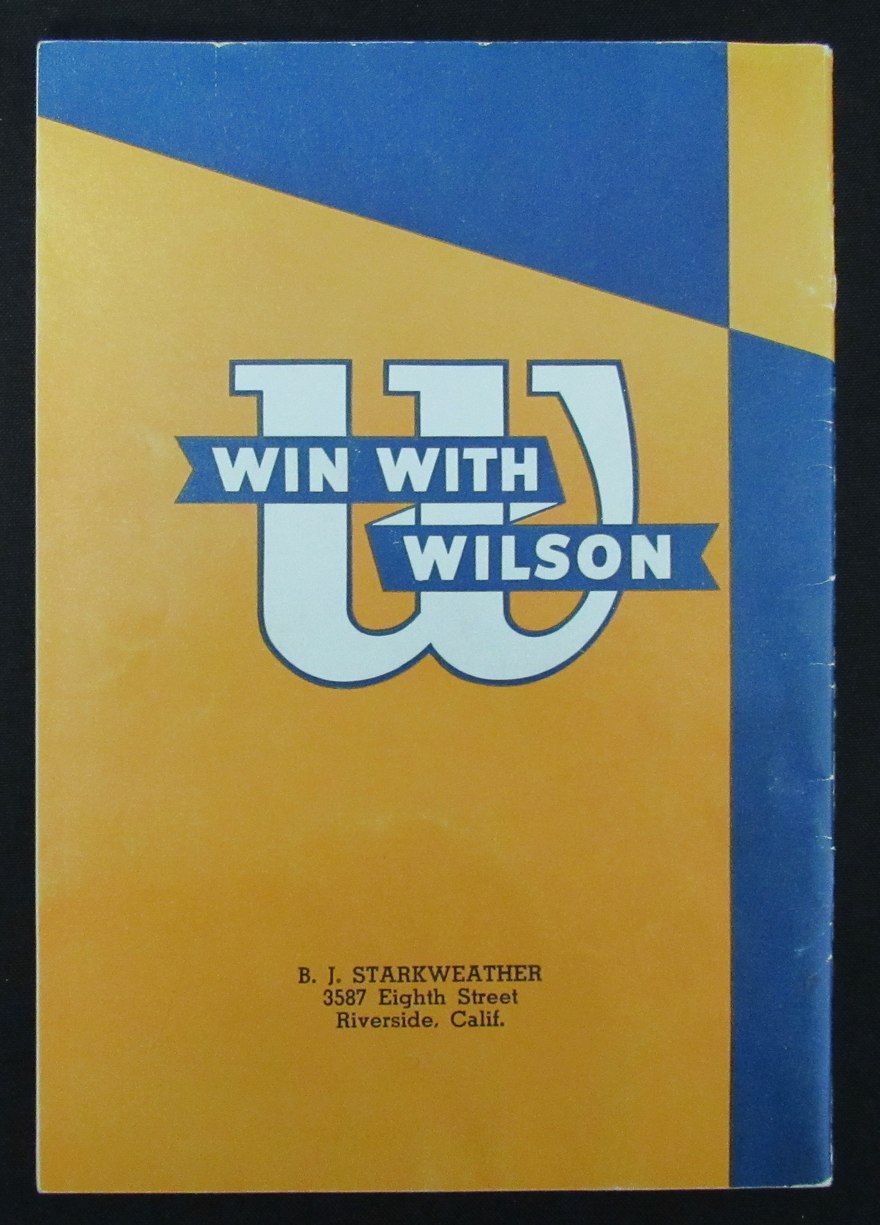 W
WIN WITH
WILSON
B. J. STARKWEATHER
3587 Eighth Street
Riverside, Calif.